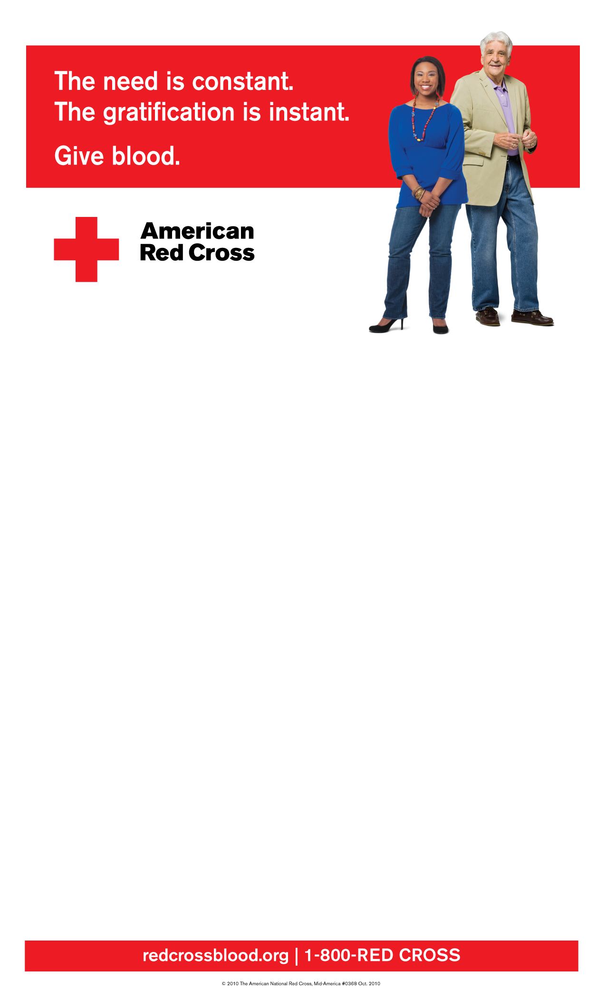 The need is constant.
The gratification is instant.
Give blood.
American
Red Cross
redcrossblood.org | 1-800-RED CROSS
© 2010 The American National Red Cross, Mid-America #0368 Oct. 2010